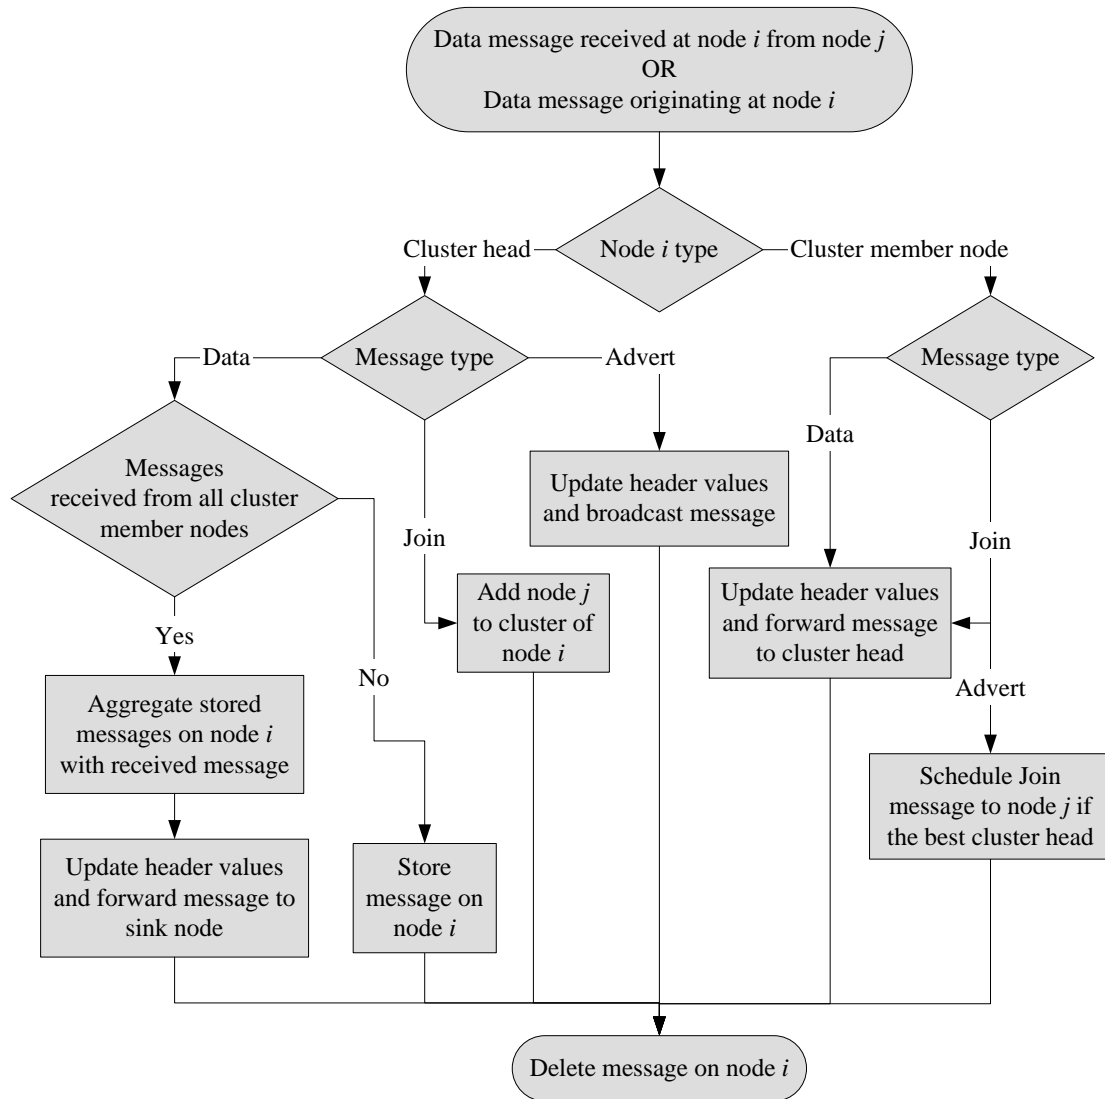 Data message received at node i from node j
OR
Data message originating at node i
Node i type
Cluster head
Cluster member node
Message type
Message type
Data
Advert
Data
Messages
received from all cluster
member nodes
Update header values
and broadcast message
Join
Join
Add node j
to cluster of
node i
Update header values
and forward message
to cluster head
Yes
No
Advert
Aggregate stored
messages on node i
with received message
Schedule Join
message to node j if
the best cluster head
Update header values
and forward message to
sink node
Store
message on
node i
Delete message on node i